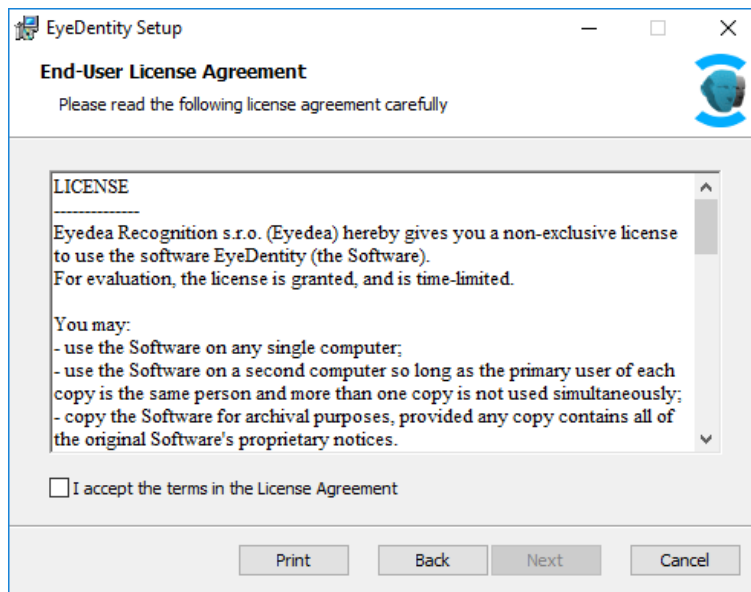 EyeDentity Setup
End-User License Agreement
Please read the following license agreement carefully
LICENSE
--------------
Eyedea Recognition s.r.o. (Eyedea) hereby gives you a non-exclusive license
to use the software EyeDentity (the Software).
For evaluation, the license is granted, and is time-limited.
You may:
- use the Software on any single computer;
- use the Software on a second computer so long as the primary user of each
copy is the same person and more than one copy is not used simultaneously;
- copy the Software for archival purposes, provided any copy contains all of
the original Software's proprietary notices.
I accept the terms in the License Agreement
Print Back Next Cancel